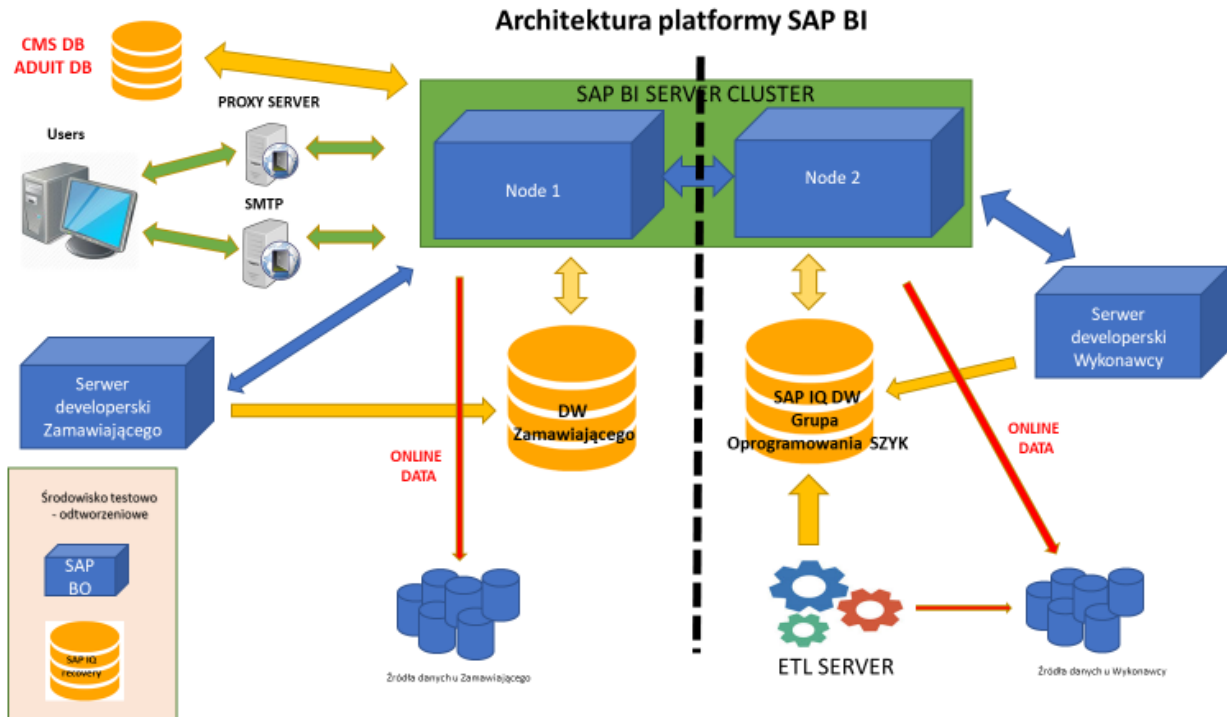 Architektura platformy SAP BI
CMS DB
ADUIT DB
SAP BI SERVER CLUSTER
PROXY SERVER
Users
Node 1
Node 2
SMTP
Serwer
developerski
Wykonawcy
Serwer
developerski
Zamawiającego
DW
Zamawiającego
SAP IQ DW
Grupa
Oprogramowania SZYK
ONLINE
DATA
ONLINE
DATA
Środowisko testowo
- odtworzeniowe
SAP
BO
SAP IQ
recovery
ETL SERVER
Źródła danych u Zamawiającego
Źródła danych u Wykonawcy